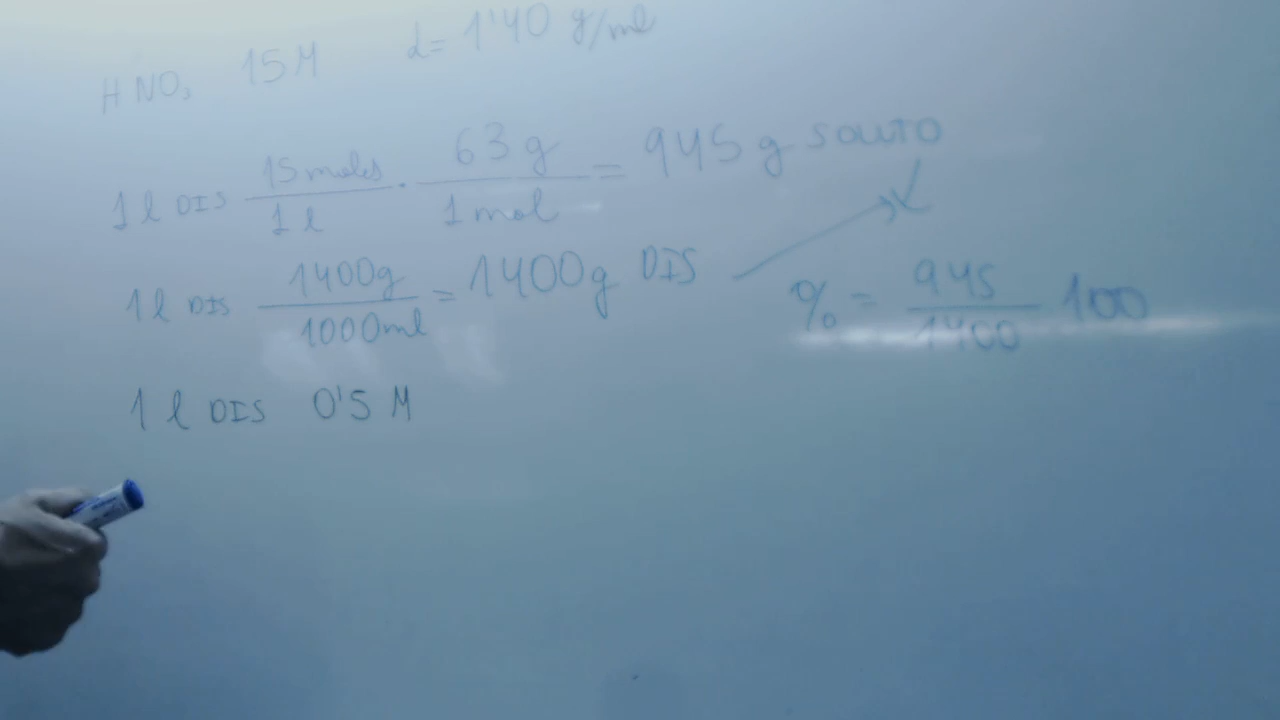 HNO₃ 15M d= 1'40 g/ml
1 l DIS 15 moles / 1 l · 63 g / 1 mol = 945 g SOLUTO
1 l DIS 1400g / 1000ml = 1400g DIS
% = 945 / 1400 100
1 l DIS 0'5 M